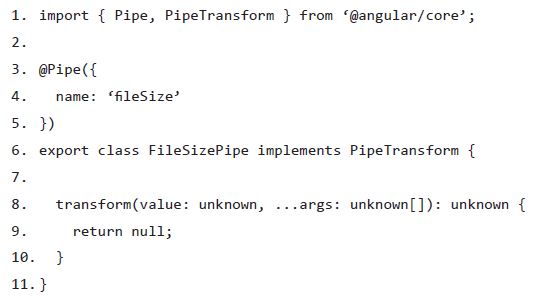 1. import { Pipe, PipeTransform } from ‘@angular/core’;
2.
3. @Pipe({
4.   name: ‘fileSize’
5. })
6. export class FileSizePipe implements PipeTransform {
7.
8.   transform(value: unknown, ...args: unknown[]): unknown {
9.     return null;
10.   }
11. }